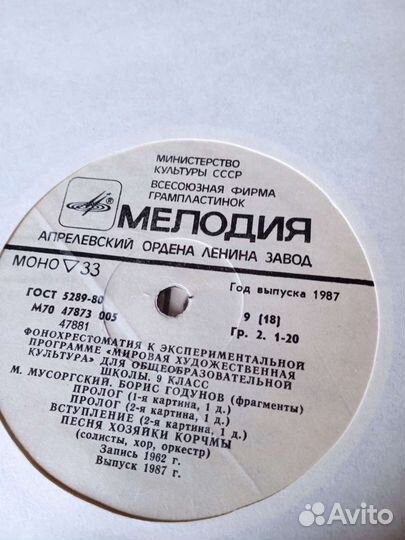 МИНИСТЕРСТВО
КУЛЬТУРЫ СССР
ВСЕСОЮЗНАЯ ФИРМА
ГРАМПЛАСТИНОК
МЕЛОДИЯ
АПРЕЛЕВСКИЙ ОРДЕНА ЛЕНИНА ЗАВОД
МОНО ▽ 33
Год выпуска 1987
ГОСТ 5289-80
М70 47873 005
47881
9 (18)
Гр. 2. 1-20
ФОНОХРЕСТОМАТИЯ К ЭКСПЕРИМЕНТАЛЬНОЙ
ПРОГРАММЕ «МИРОВАЯ ХУДОЖЕСТВЕННАЯ
КУЛЬТУРА» ДЛЯ ОБЩЕОБРАЗОВАТЕЛЬНОЙ
ШКОЛЫ. 9 КЛАСС
М. МУСОРГСКИЙ. БОРИС ГОДУНОВ (фрагменты)
ПРОЛОГ (1-я картина, 1 д.)
ПРОЛОГ (2-я картина, 1 д.)
ВСТУПЛЕНИЕ (2-я картина, 1 д.)
ПЕСНЯ ХОЗЯЙКИ КОРЧМЫ
(солисты, хор, оркестр)
Запись 1962 г.
Выпуск 1987 г.
Avito